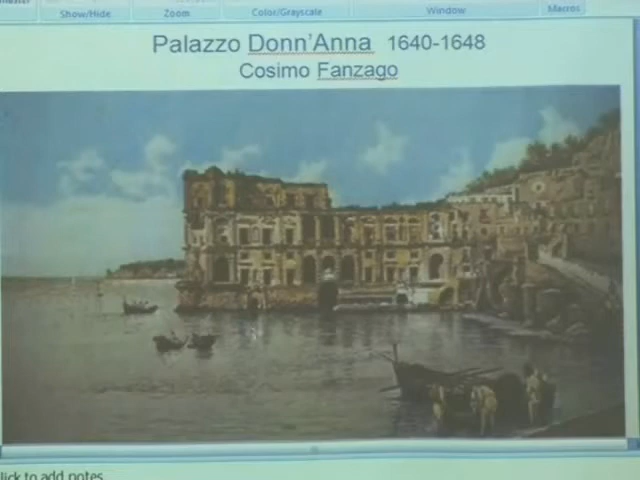 Show/Hide
Zoom
Color/Grayscale
Window
Macros
Palazzo Donn'Anna 1640-1648
Cosimo Fanzago
lick to add notes